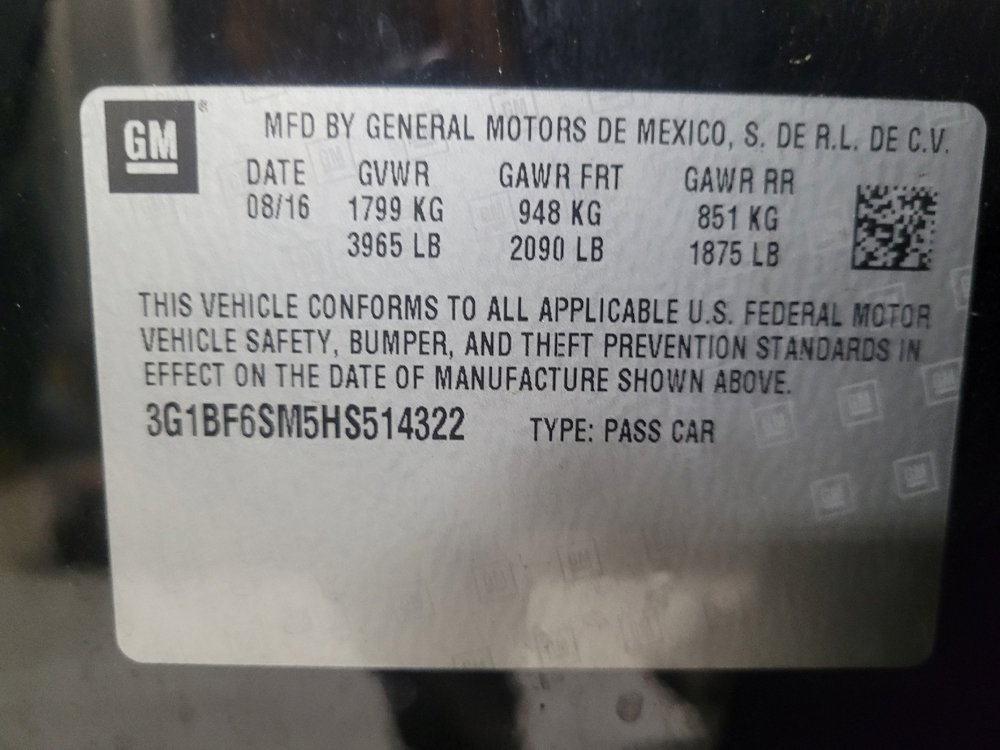 GM ®
MFD BY GENERAL MOTORS DE MEXICO, S. DE R.L. DE C.V.
DATE GVWR GAWR FRT GAWR RR
08/16 1799 KG 948 KG 851 KG
3965 LB 2090 LB 1875 LB
THIS VEHICLE CONFORMS TO ALL APPLICABLE U.S. FEDERAL MOTOR
VEHICLE SAFETY, BUMPER, AND THEFT PREVENTION STANDARDS IN
EFFECT ON THE DATE OF MANUFACTURE SHOWN ABOVE.
3G1BF6SM5HS514322 TYPE: PASS CAR